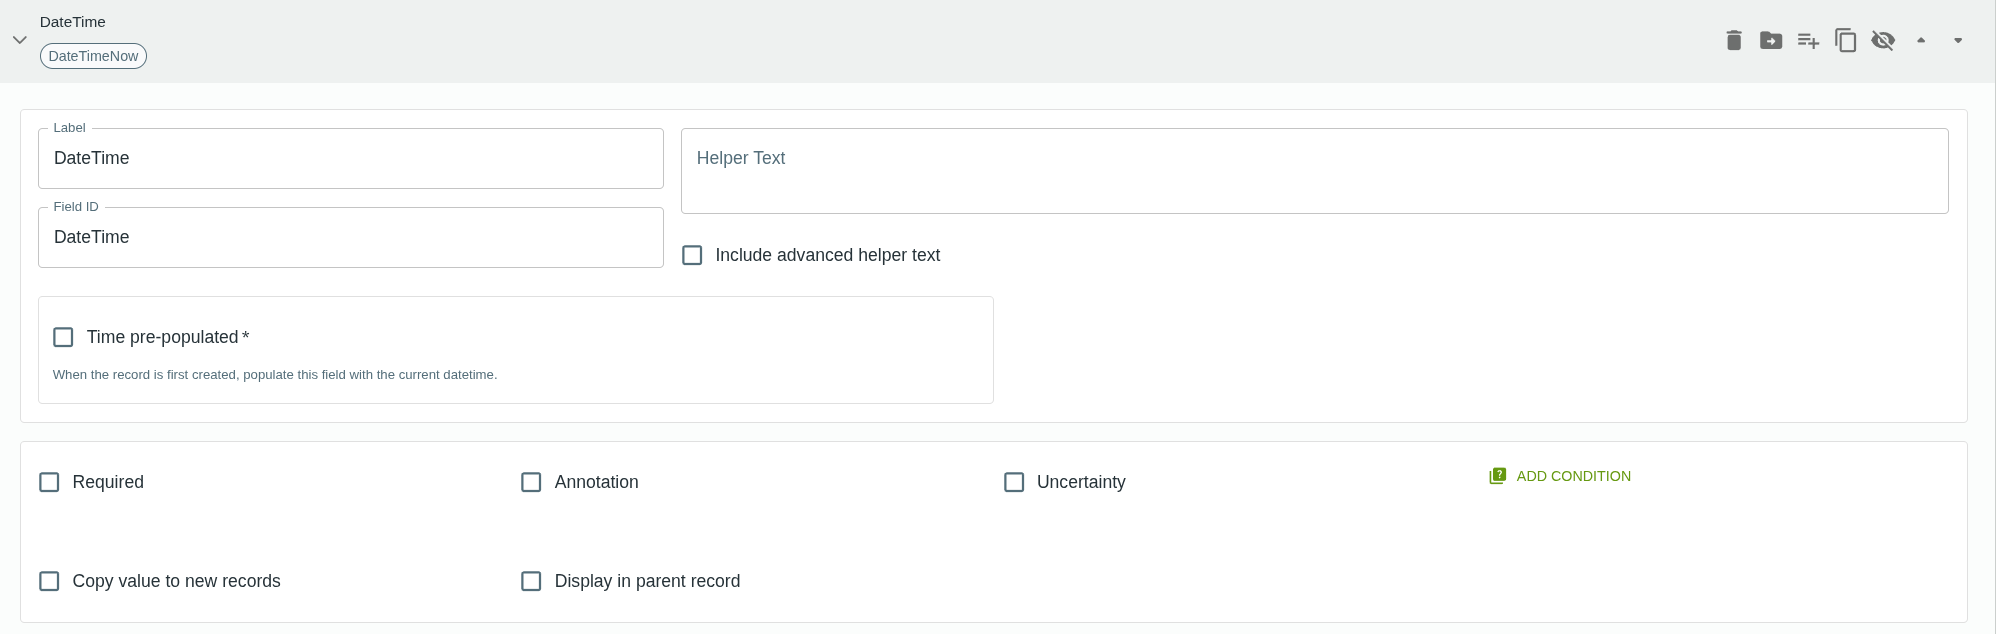 DateTime
DateTimeNow
Label
DateTime
Helper Text
Field ID
DateTime
Include advanced helper text
Time pre-populated *
When the record is first created, populate this field with the current datetime.
Required
Annotation
Uncertainty
ADD CONDITION
Copy value to new records
Display in parent record